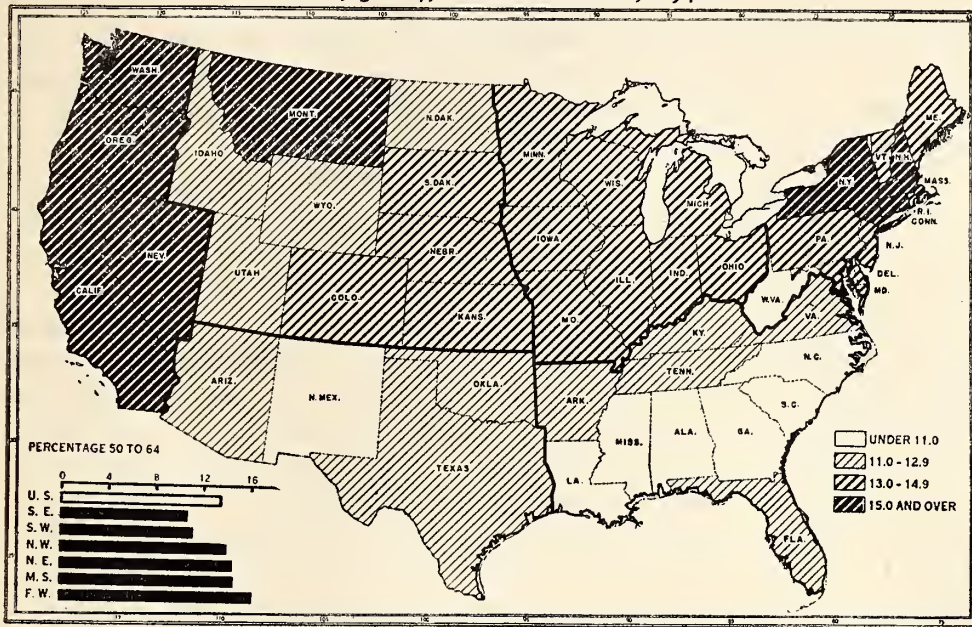 WASH.
MONT.
N.DAK.
MINN.
ME.
OREG.
IDAHO
S.DAK.
WIS.
MICH.
VT.
N.H.
N.Y.
MASS.
R.I.
CONN.
WYO.
NEBR.
IOWA
PA.
N.J.
NEV.
UTAH
COLO.
KANS.
MO.
ILL.
IND.
OHIO
W.VA.
DEL.
MD.
VA.
CALIF.
KY.
N.C.
TENN.
ARIZ.
N. MEX.
OKLA.
ARK.
S.C.
MISS.
ALA.
GA.
TEXAS
LA.
FLA.
PERCENTAGE 50 TO 64
0 4 8 12 16
U. S.
S. E.
S. W.
N. W.
N. E.
M. S.
F. W.
UNDER 11.0
11.0 - 12.9
13.0 - 14.9
15.0 AND OVER